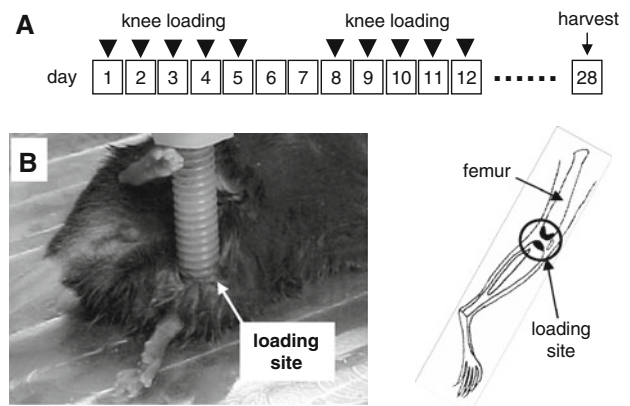 A
knee loading knee loading harvest
day 1 2 3 4 5 6 7 8 9 10 11 12 ...... 28
B
loading
site
femur
loading
site